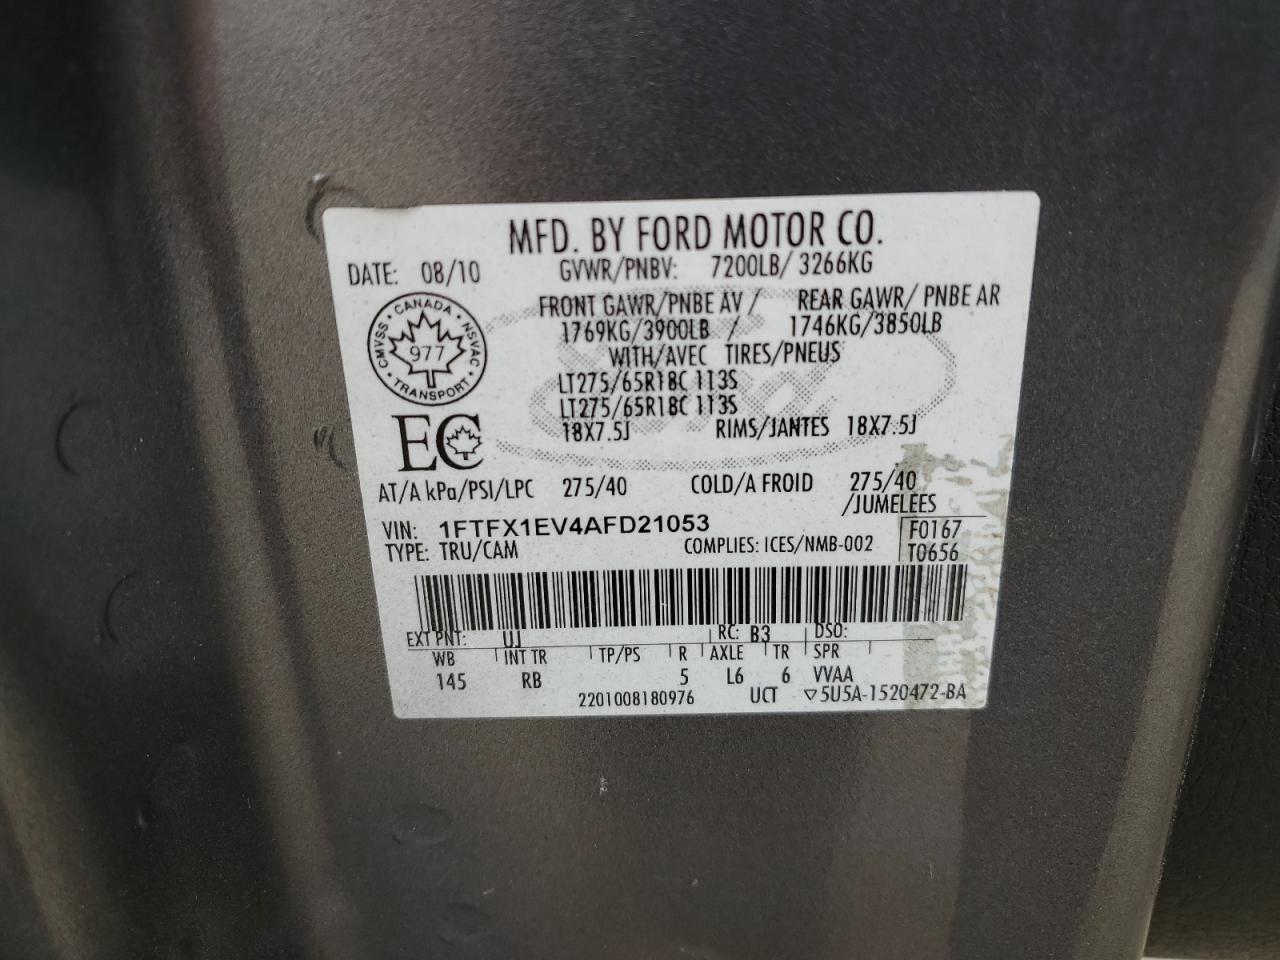 MFD. BY FORD MOTOR CO.
DATE: 08/10 GVWR/PNBV: 7200LB/ 3266KG
FRONT GAWR/PNBE AV/ REAR GAWR/ PNBE AR
1769KG/3900LB / 1746KG/3850LB
WITH/AVEC TIRES/PNEUS
LT275/65R18C 113S
LT275/65R18C 113S
18X7.5J RIMS/JANTES 18X7.5J
CANADA
CMVSS NSVAC
977
TRANSPORT
EC
AT/A kPa/PSI/LPC 275/40 COLD/A FROID 275/40
/JUMELEES
VIN: 1FTFX1EV4AFD21053 F0167
TYPE: TRU/CAM COMPLIES: ICES/NMB-002 T0656
EXT PNT: UJ RC: B3 DSO:
WB INT TR TP/PS R AXLE TR SPR
145 RB 5 L6 6 VVAA
2201008180976 UCT ▽5U5A-1520472-BA